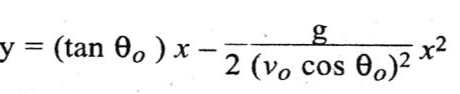 y = (tan θₒ) x − g / 2 (vₒ cos θₒ)² x²